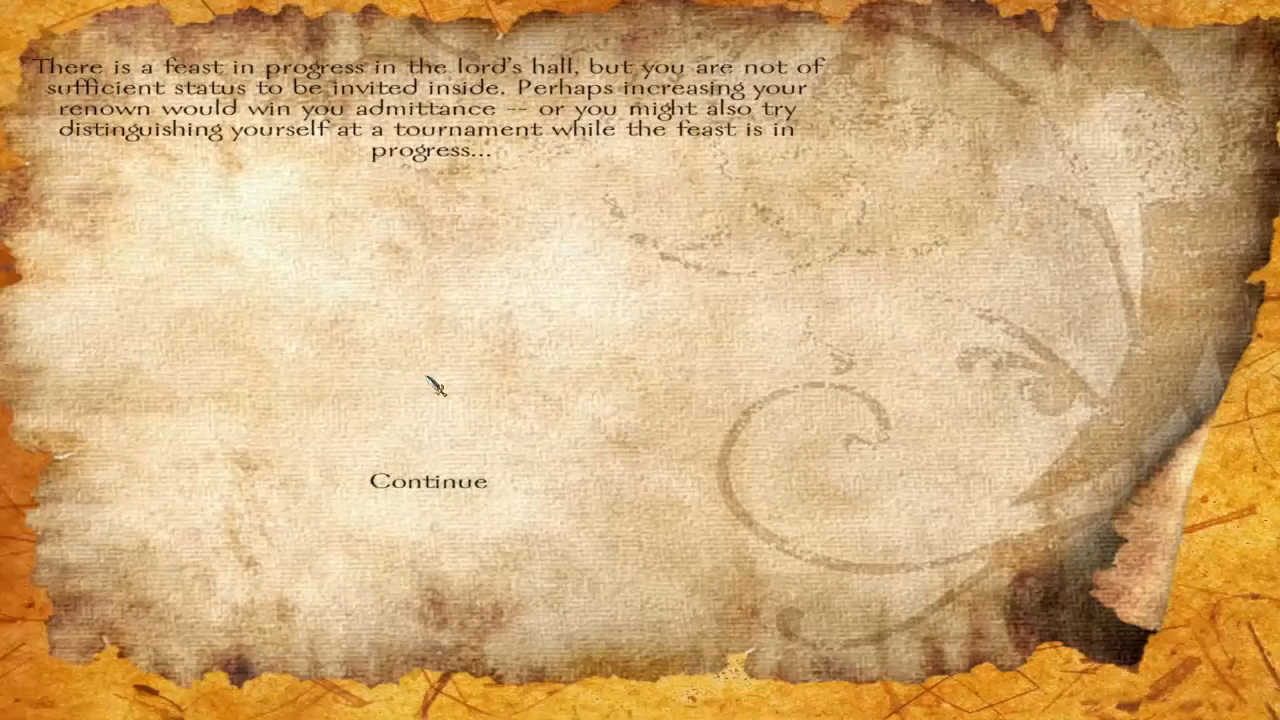 There is a feast in progress in the lord's hall, but you are not of
sufficient status to be invited inside. Perhaps increasing your
renown would win you admittance -- or you might also try
distinguishing yourself at a tournament while the feast is in
progress...
Continue